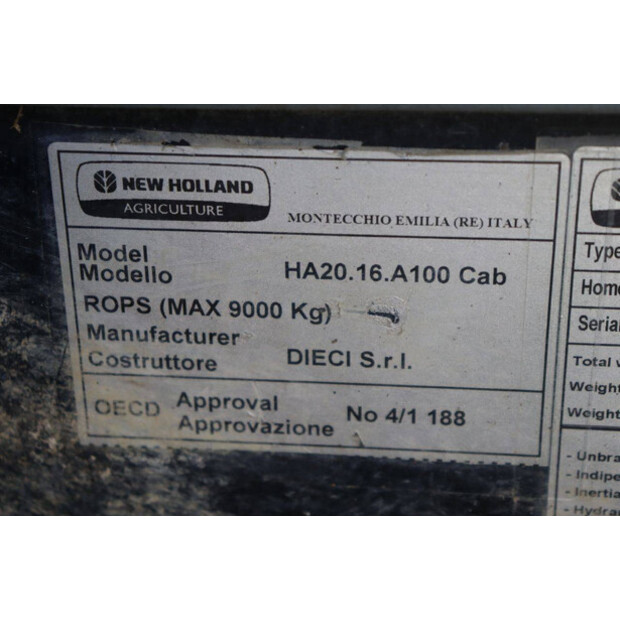 NEW HOLLAND
AGRICULTURE
MONTECCHIO EMILIA (RE) ITALY
Model
Modello
HA20.16.A100 Cab
ROPS (MAX 9000 Kg)
Manufacturer
Costruttore
DIECI S.r.l.
OECD
Approval
Approvazione
No 4/1 188
Type
Home
Seria
Total v
Weight
Weight
- Unbra
- Indipe
- Inertia
- Hydra